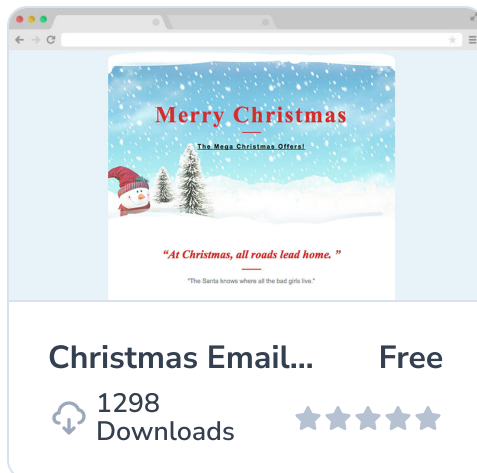 Merry Christmas
The Mega Christmas Offers!
“At Christmas, all roads lead home. ”
"The Santa knows where all the bad girls live."
Christmas Email... Free
1298
Downloads